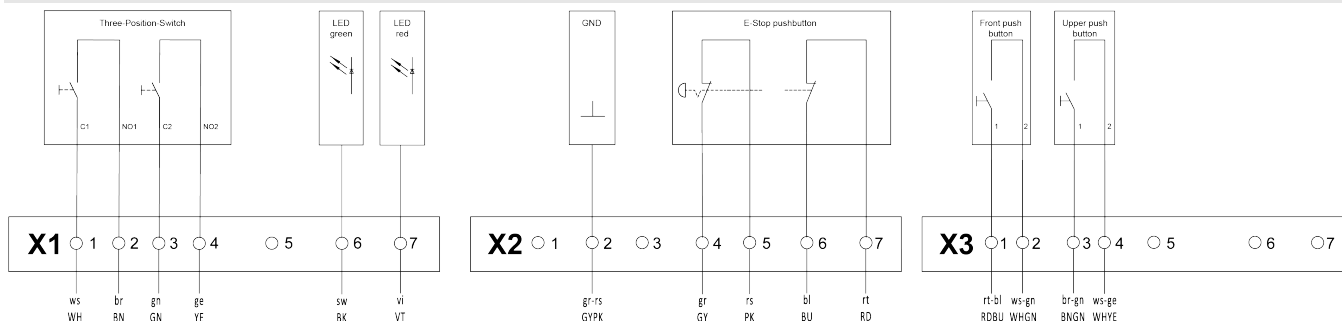 Three-Position-Switch
C1 NO1 C2 NO2
LED
green
LED
red
GND
E-Stop pushbutton
Front push
button
1 2
Upper push
button
1 2
X1 1 2 3 4 5 6 7
ws br gn ge sw vi
WH BN GN YE BK VT
X2 1 2 3 4 5 6 7
gr-rs gr rs bl rt
GYPK GY PK BU RD
X3 1 2 3 4 5 6 7
rt-bl ws-gn br-gn ws-ge
RDBU WHGN BNGN WHYE